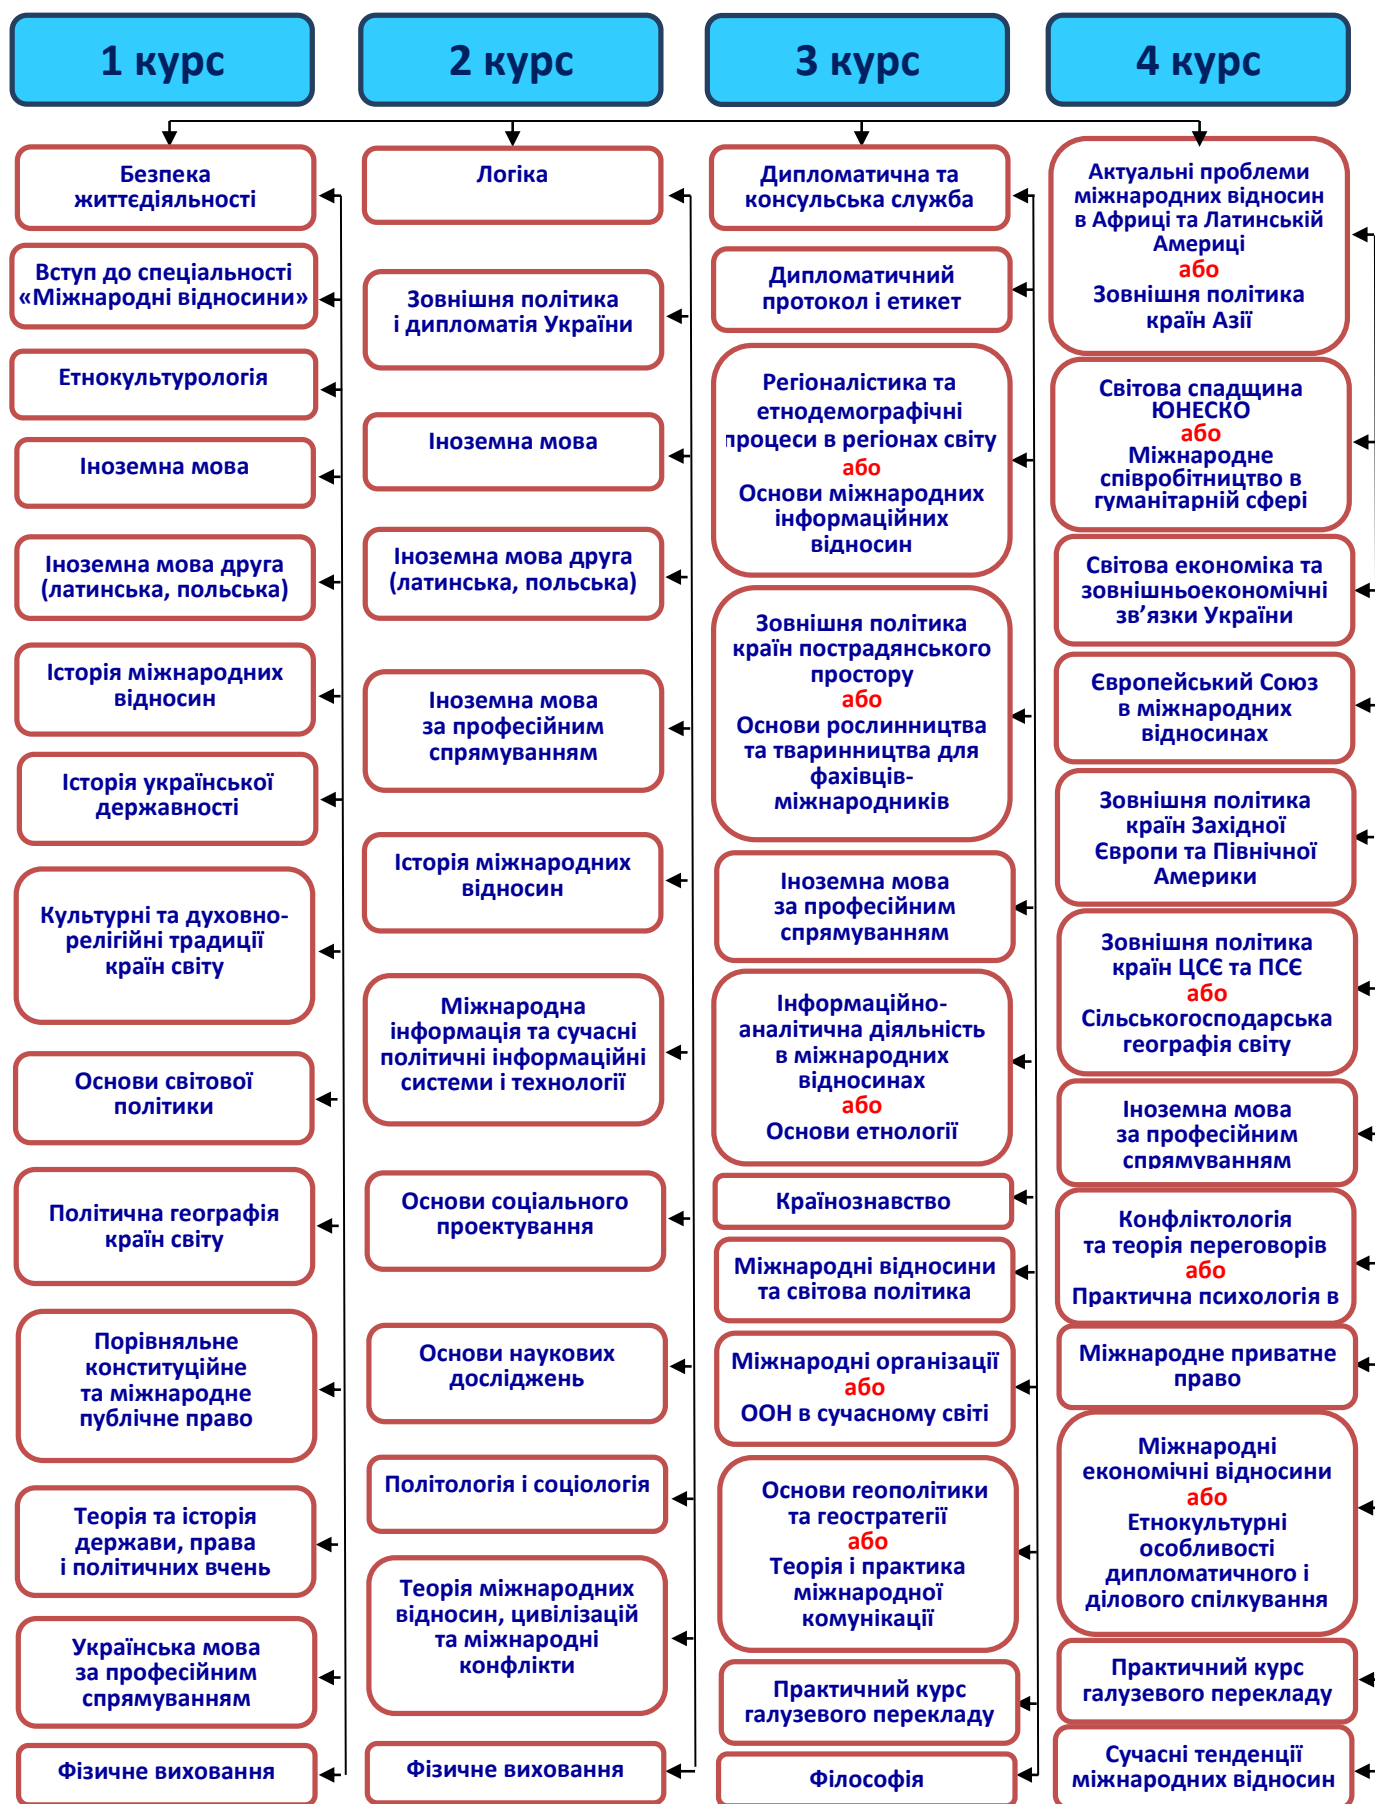 1 курс
2 курс
3 курс
4 курс
Безпека
життєдіяльності
Вступ до спеціальності
«Міжнародні відносини»
Етнокультурологія
Іноземна мова
Іноземна мова друга
(латинська, польська)
Історія міжнародних
відносин
Історія української
державності
Культурні та духовно-
релігійні традиції
країн світу
Основи світової
політики
Політична географія
країн світу
Порівняльне
конституційне
та міжнародне
публічне право
Теорія та історія
держави, права
і політичних вчень
Українська мова
за професійним
спрямуванням
Фізичне виховання
Логіка
Зовнішня політика
і дипломатія України
Іноземна мова
Іноземна мова друга
(латинська, польська)
Іноземна мова
за професійним
спрямуванням
Історія міжнародних
відносин
Міжнародна
інформація та сучасні
політичні інформаційні
системи і технології
Основи соціального
проектування
Основи наукових
досліджень
Політологія і соціологія
Теорія міжнародних
відносин, цивілізацій
та міжнародні
конфлікти
Фізичне виховання
Дипломатична та
консульська служба
Дипломатичний
протокол і етикет
Регіоналістика та
етнодемографічні
процеси в регіонах світу
або
Основи міжнародних
інформаційних
відносин
Зовнішня політика
країн пострадянського
простору
або
Основи рослинництва
та тваринництва для
фахівців-
міжнародників
Іноземна мова
за професійним
спрямуванням
Інформаційно-
аналітична діяльність
в міжнародних
відносинах
або
Основи етнології
Країнознавство
Міжнародні відносини
та світова політика
Міжнародні організації
або
ООН в сучасному світі
Основи геополітики
та геостратегії
або
Теорія і практика
міжнародної
комунікації
Практичний курс
галузевого перекладу
Філософія
Актуальні проблеми
міжнародних відносин
в Африці та Латинській
Америці
або
Зовнішня політика
країн Азії
Світова спадщина
ЮНЕСКО
або
Міжнародне
співробітництво в
гуманітарній сфері
Світова економіка та
зовнішньоекономічні
зв’язки України
Європейський Союз
в міжнародних
відносинах
Зовнішня політика
країн Західної
Європи та Північної
Америки
Зовнішня політика
країн ЦСЄ та ПСЄ
або
Сільськогосподарська
географія світу
Іноземна мова
за професійним
спрямуванням
Конфліктологія
та теорія переговорів
або
Практична психологія в
Міжнародне приватне
право
Міжнародні
економічні відносини
або
Етнокультурні
особливості
дипломатичного і
ділового спілкування
Практичний курс
галузевого перекладу
Сучасні тенденції
міжнародних відносин